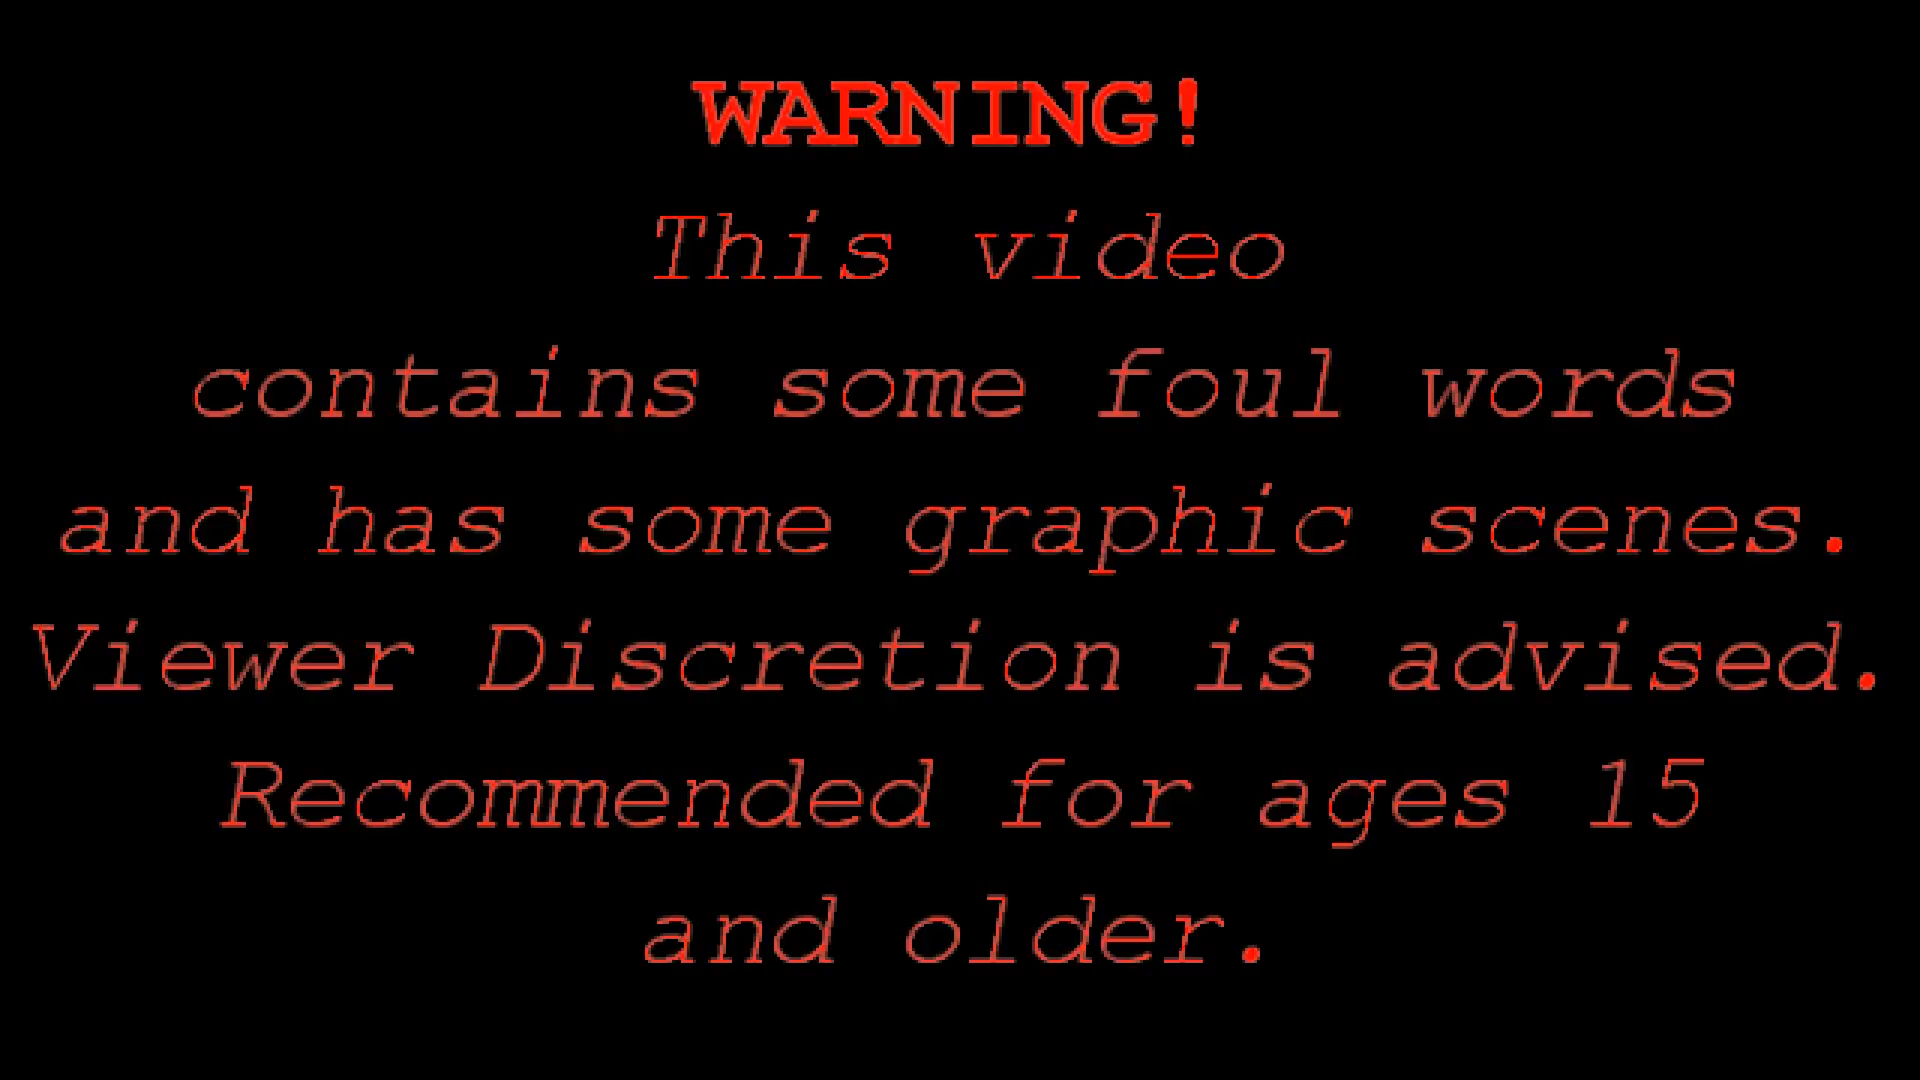 WARNING!
This video
contains some foul words
and has some graphic scenes.
Viewer Discretion is advised.
Recommended for ages 15
and older.